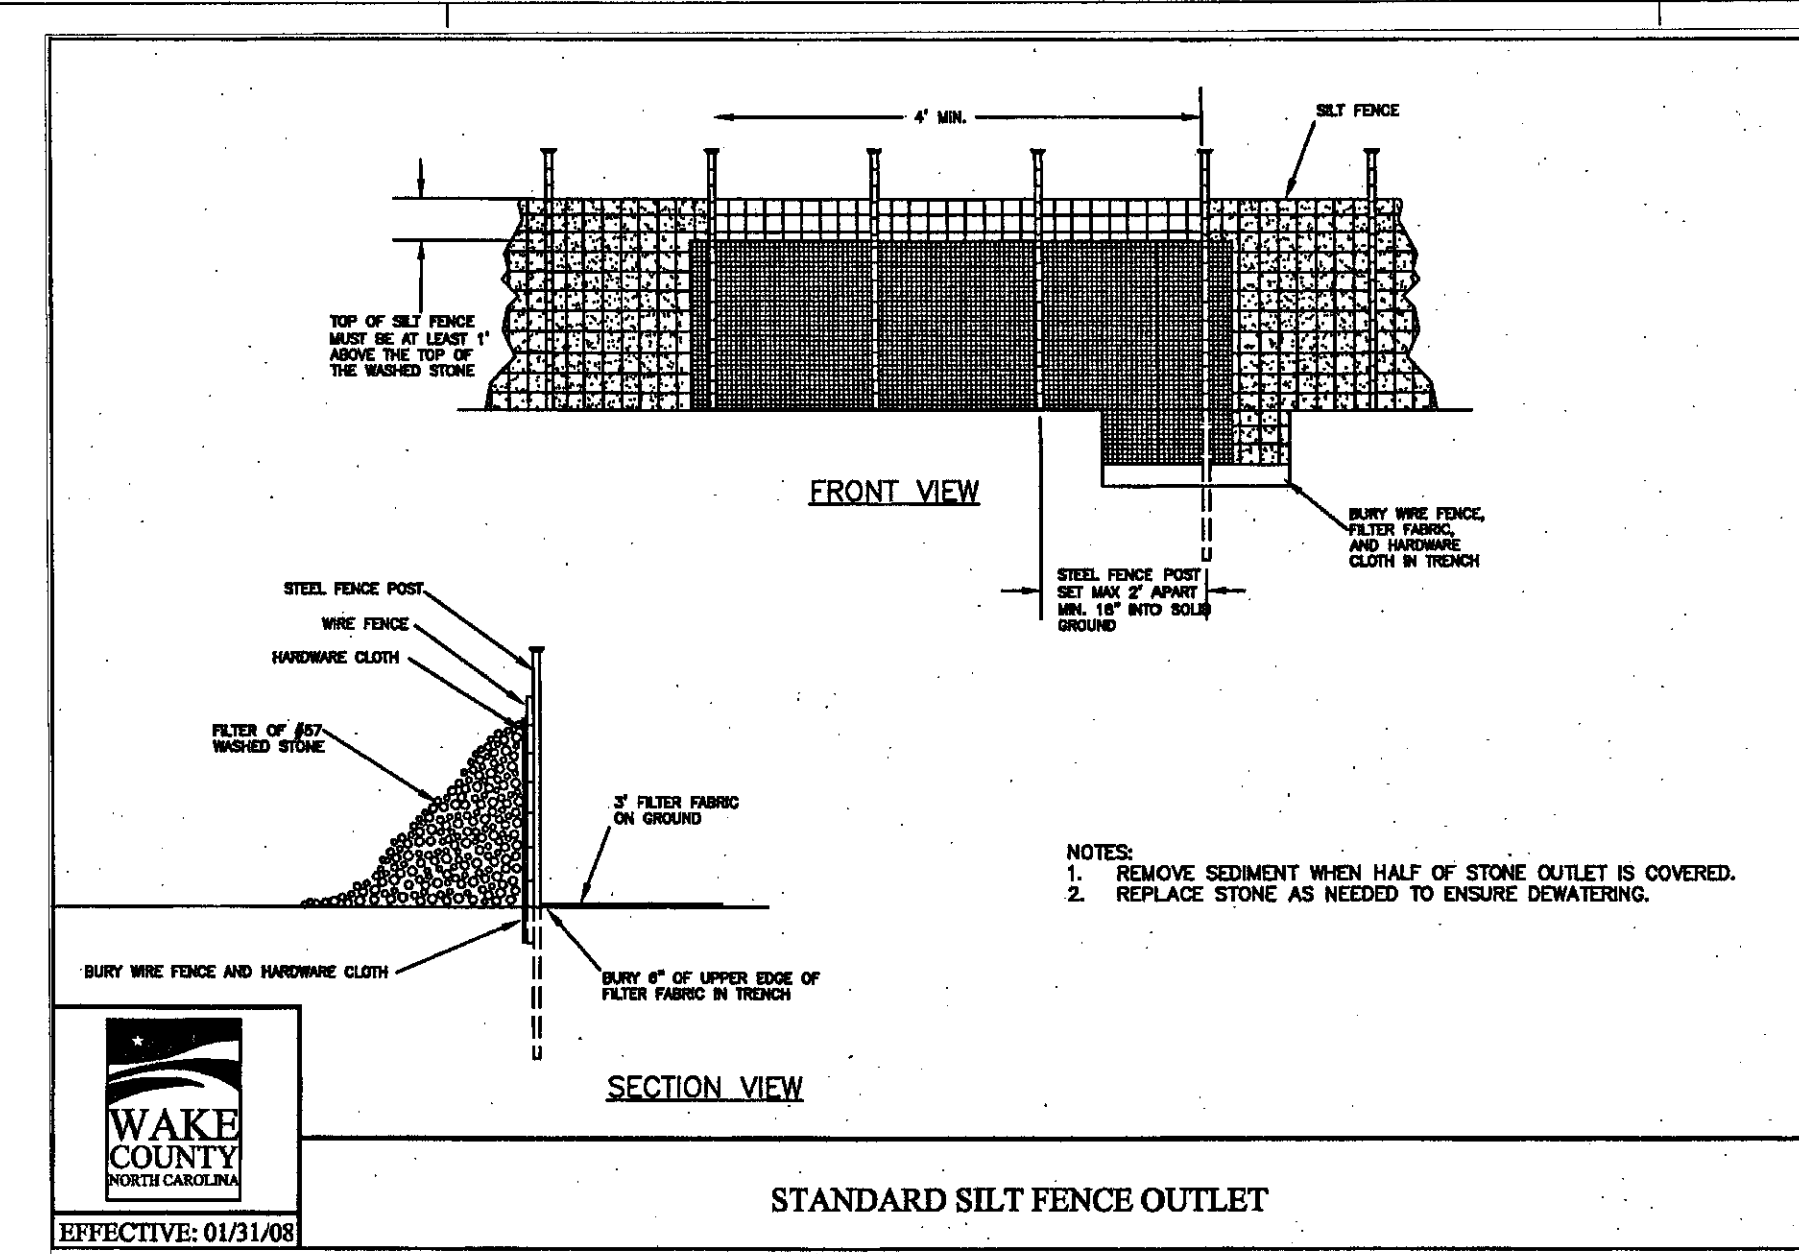 4' MIN.
SILT FENCE
TOP OF SILT FENCE
MUST BE AT LEAST 1'
ABOVE THE TOP OF
THE WASHED STONE
FRONT VIEW
BURY WIRE FENCE,
FILTER FABRIC,
AND HARDWARE
CLOTH IN TRENCH
STEEL FENCE POST
SET MAX 2' APART
MIN. 18" INTO SOLID
GROUND
STEEL FENCE POST
WIRE FENCE
HARDWARE CLOTH
FILTER OF #57
WASHED STONE
3' FILTER FABRIC
ON GROUND
NOTES:
1. REMOVE SEDIMENT WHEN HALF OF STONE OUTLET IS COVERED.
2. REPLACE STONE AS NEEDED TO ENSURE DEWATERING.
BURY WIRE FENCE AND HARDWARE CLOTH
BURY 6" OF UPPER EDGE OF
FILTER FABRIC IN TRENCH
SECTION VIEW
WAKE
COUNTY
NORTH CAROLINA
EFFECTIVE: 01/31/08
STANDARD SILT FENCE OUTLET